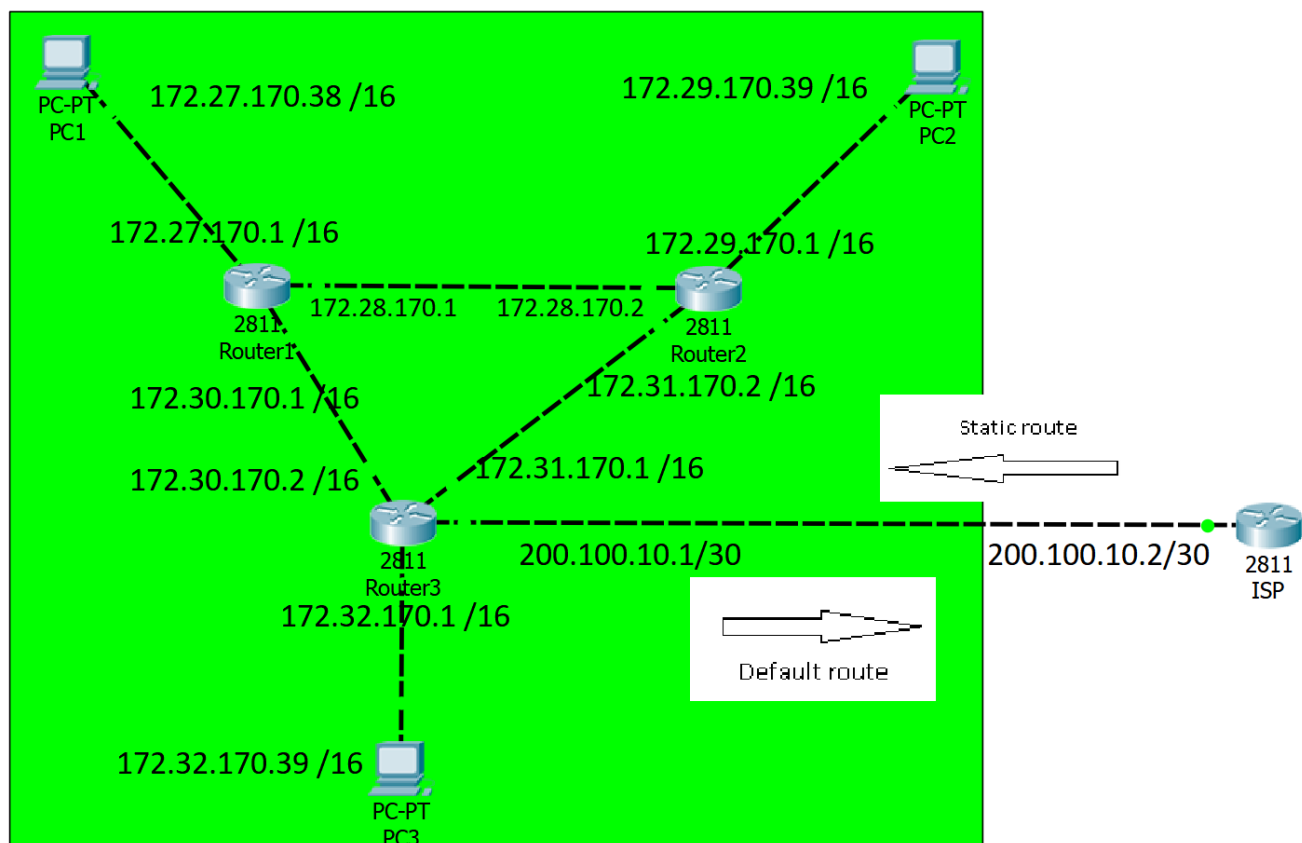 172.27.170.38 /16
172.29.170.39 /16
PC-PT
PC1
PC-PT
PC2
172.27.170.1 /16
172.29.170.1 /16
172.28.170.1
172.28.170.2
2811
Router1
2811
Router2
172.30.170.1 /16
172.31.170.2 /16
Static route
172.30.170.2 /16
172.31.170.1 /16
200.100.10.1/30
200.100.10.2/30
2811
Router3
2811
ISP
172.32.170.1 /16
Default route
172.32.170.39 /16
PC-PT
PC3